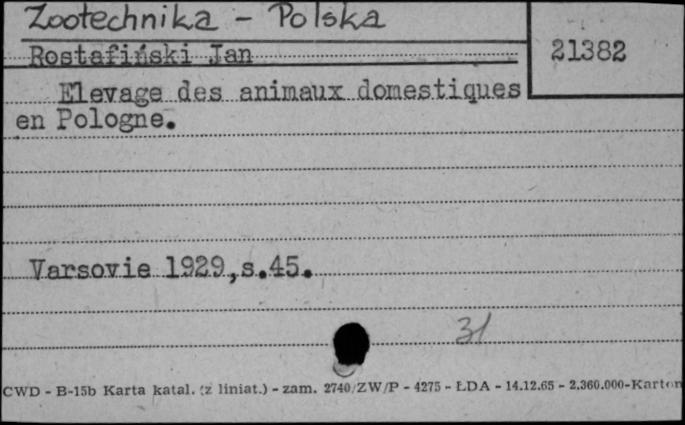 Zootechnika - Polska
Rostafiński Jan
21382
Elevage des animaux domestiques
en Pologne.
Varsovie 1929,s.45.
31
CWD - B-15b Karta katal. (z liniat.) - zam. 2740/ZW/P - 4275 - ŁDA - 14.12.65 - 2.360.000-Karton